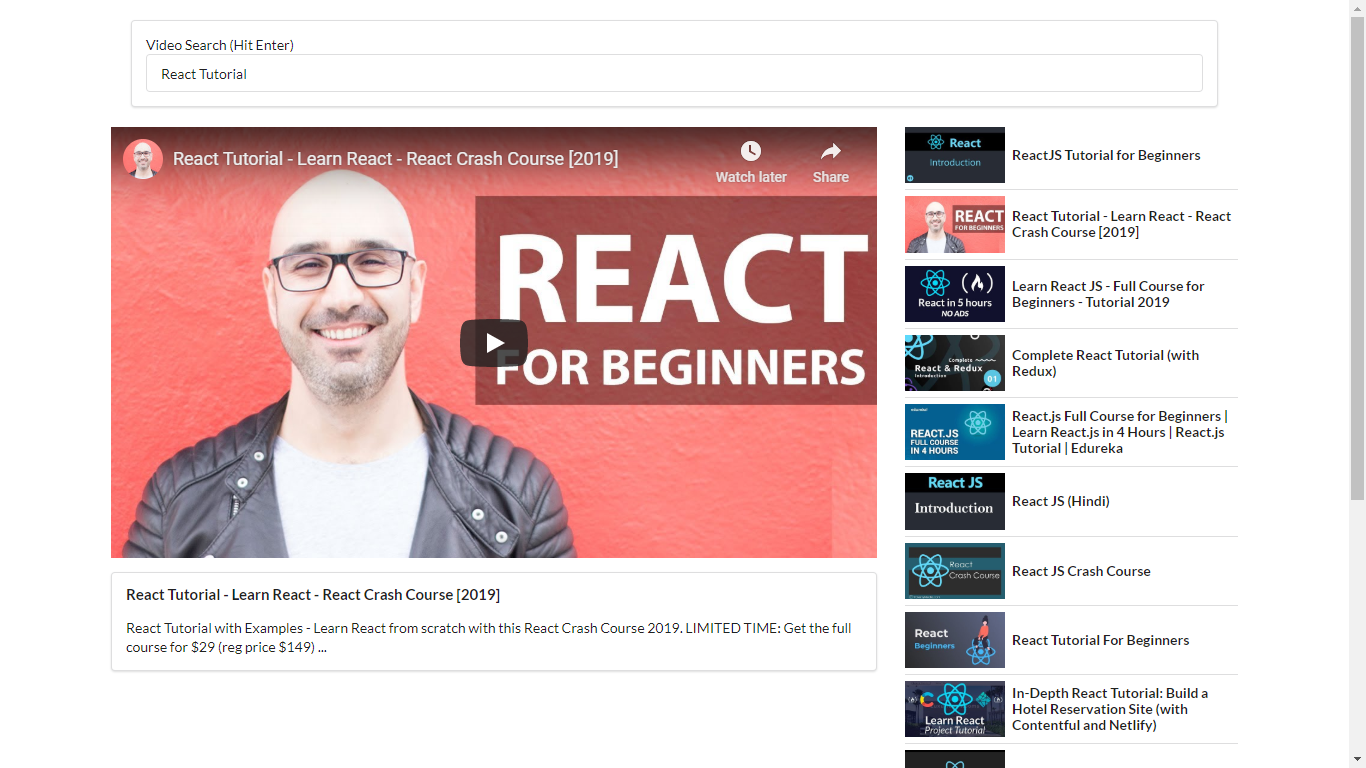 Video Search (Hit Enter)
React Tutorial
React Tutorial - Learn React - React Crash Course [2019]
Watch later
Share
REACT
FOR BEGINNERS
React Tutorial - Learn React - React Crash Course [2019]
React Tutorial with Examples - Learn React from scratch with this React Crash Course 2019. LIMITED TIME: Get the full
course for $29 (reg price $149) ...
React
Introduction
ReactJS Tutorial for Beginners
REACT
FOR BEGINNERS
React Tutorial - Learn React - React
Crash Course [2019]
React in 5 hours
NO ADS
Learn React JS - Full Course for
Beginners - Tutorial 2019
Complete
React & Redux
Introduction
01
Complete React Tutorial (with
Redux)
edureka!
REACT.JS
FULL COURSE
IN 4 HOURS
React.js Full Course for Beginners |
Learn React.js in 4 Hours | React.js
Tutorial | Edureka
React JS
Introduction
React JS (Hindi)
React
Crash Course
React JS Crash Course
React
Beginners
React Tutorial For Beginners
Learn React
Project Tutorial
In-Depth React Tutorial: Build a
Hotel Reservation Site (with
Contentful and Netlify)